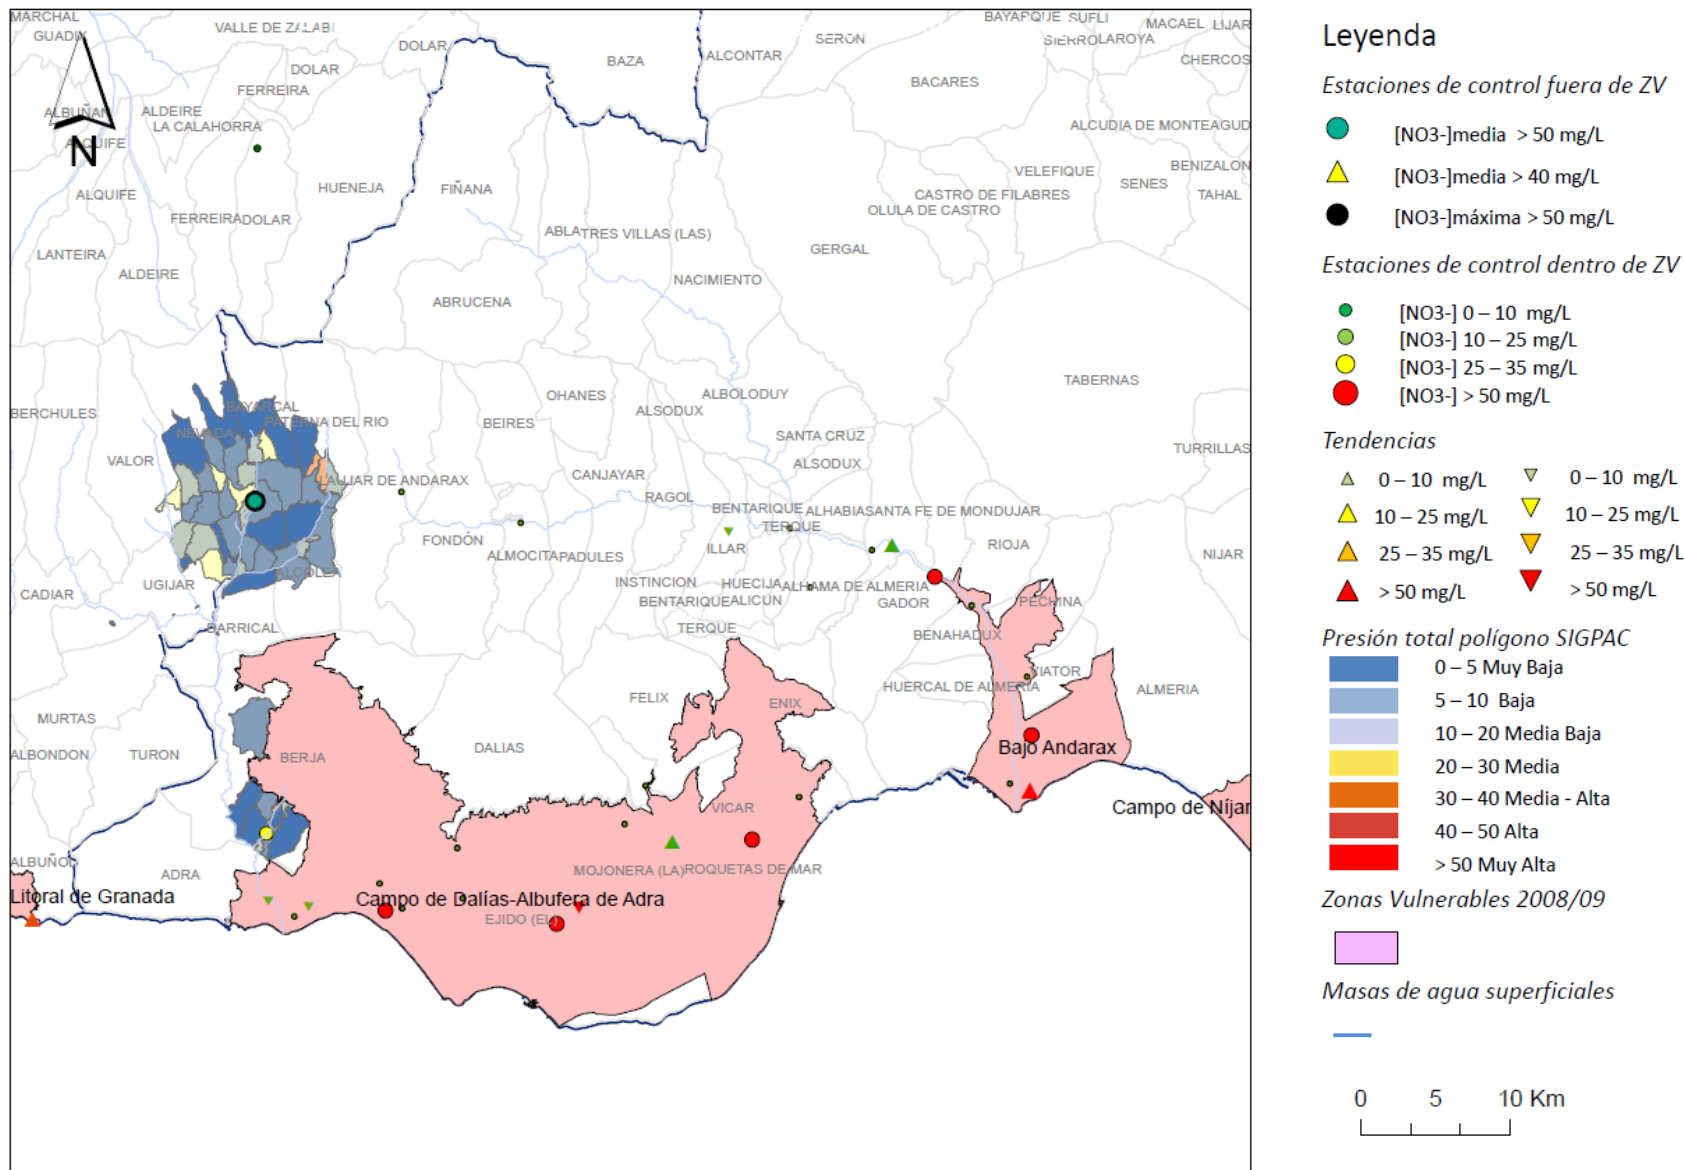 MARCHAL
GUADIX
VALLE DE ZALABI
DOLAR
BAZA
ALCONTAR
SERON
BAYARQUE SUFLI
MACAEL LIJAR
SIERRO LAROYA
CHERCOS
DOLAR
FERREIRA
BACARES
ALBUÑAN
ALDEIRE
LA CALAHORRA
ALQUIFE
N
ALCUDIA DE MONTEAGUD
BENIZALON
VELEFIQUE
SENES
TAHAL
ALQUIFE
HUENEJA
FIÑANA
CASTRO DE FILABRES
OLULA DE CASTRO
FERREIRA DOLAR
ABLA TRES VILLAS (LAS)
GERGAL
LANTEIRA
ALDEIRE
NACIMIENTO
ABRUCENA
TABERNAS
OHANES
ALBOLODUY
BERCHULES
BAYARCAL
ALSODUX
PATERNA DEL RIO
BEIRES
NEVADA
SANTA CRUZ
TURRILLAS
VALOR
ALSODUX
CANJAYAR
LAUJAR DE ANDARAX
RAGOL
BENTARIQUE
ALHABIA SANTA FE DE MONDUJAR
TERQUE
FONDÓN
ALMOCITA PADULES
ILLAR
RIOJA
NIJAR
ALCOLEA
UGIJAR
CADIAR
INSTINCION
HUECIJA ALHAMA DE ALMERIA
BENTARIQUE ALICUN
GADOR
PECHINA
DARRICAL
TERQUE
BENAHADUX
VIATOR
FELIX
ENIX
HUERCAL DE ALMERIA
ALMERIA
MURTAS
ALBONDON
TURON
BERJA
DALIAS
Bajo Andarax
VICAR
Campo de Níjar
ALBUÑOL
ADRA
MOJONERA (LA) ROQUETAS DE MAR
Litoral de Granada
Campo de Dalías-Albufera de Adra
EJIDO (EL)
Leyenda
Estaciones de control fuera de ZV
[NO3-]media > 50 mg/L
[NO3-]media > 40 mg/L
[NO3-]máxima > 50 mg/L
Estaciones de control dentro de ZV
[NO3-] 0 – 10 mg/L
[NO3-] 10 – 25 mg/L
[NO3-] 25 – 35 mg/L
[NO3-] > 50 mg/L
Tendencias
0 – 10 mg/L 0 – 10 mg/L
10 – 25 mg/L 10 – 25 mg/L
25 – 35 mg/L 25 – 35 mg/L
> 50 mg/L > 50 mg/L
Presión total polígono SIGPAC
0 – 5 Muy Baja
5 – 10 Baja
10 – 20 Media Baja
20 – 30 Media
30 – 40 Media - Alta
40 – 50 Alta
> 50 Muy Alta
Zonas Vulnerables 2008/09
Masas de agua superficiales
0 5 10 Km